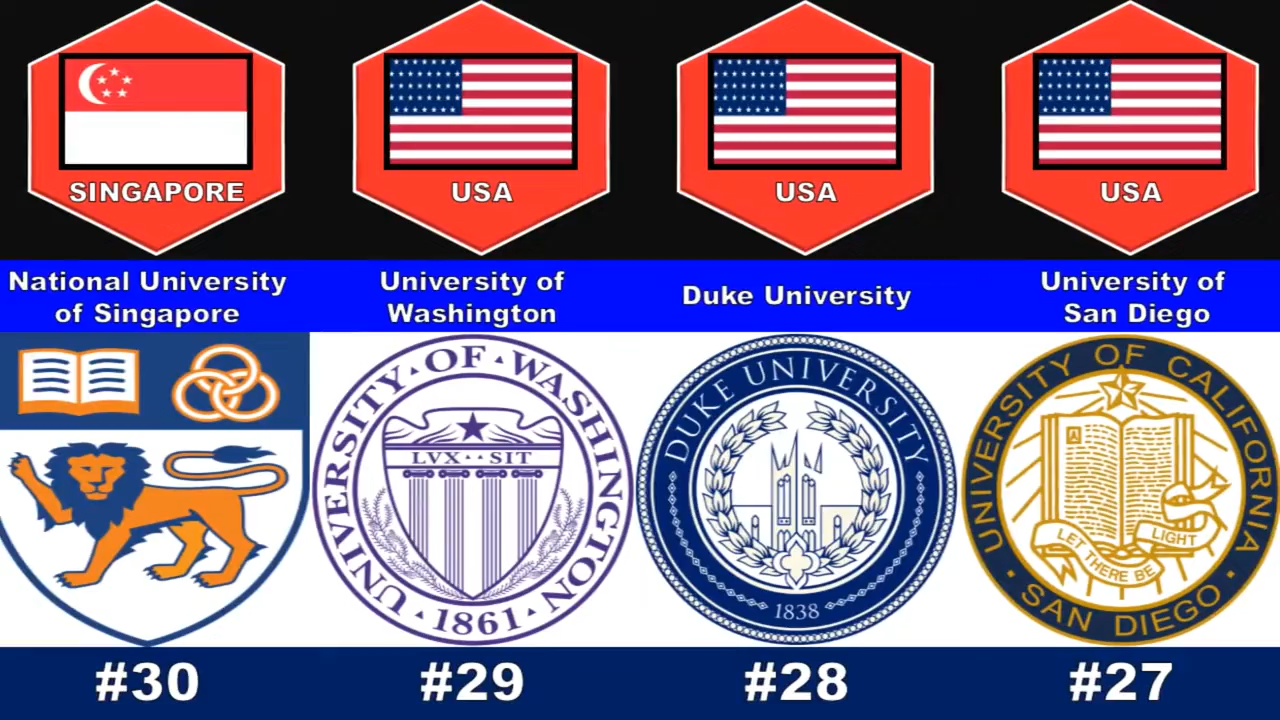 SINGAPORE
USA
USA
USA
National University
of Singapore
University of
Washington
Duke University
University of
San Diego
UNIVERSITY · OF · WASHINGTON
LVX · · SIT
· 1861 ·
DUKE UNIVERSITY
1838
UNIVERSITY OF CALIFORNIA
A
LET THERE BE
LIGHT
· SAN DIEGO ·
#30
#29
#28
#27